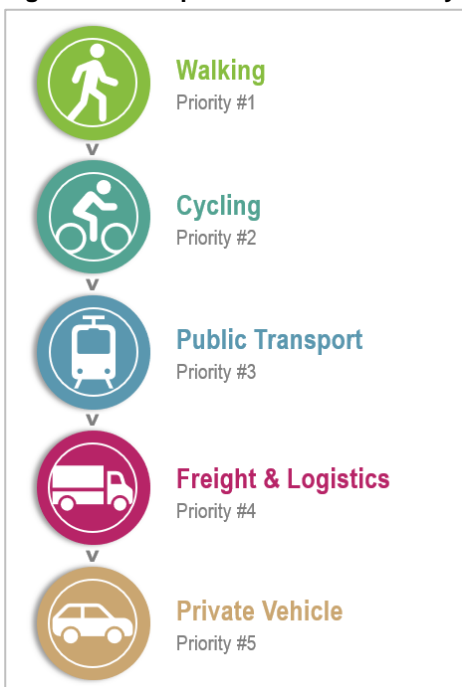 Walking
Priority #1
v
Cycling
Priority #2
v
Public Transport
Priority #3
v
Freight & Logistics
Priority #4
v
Private Vehicle
Priority #5